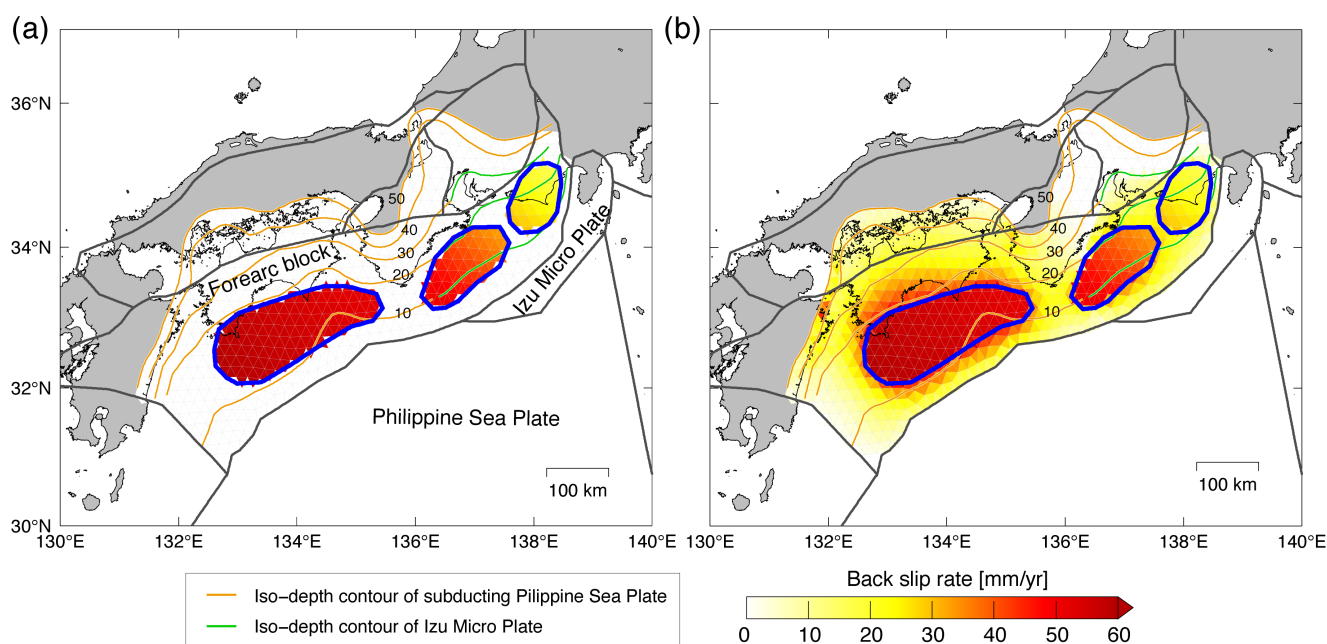 (a)
(b)
36°N
34°N
32°N
30°N
130°E
132°E
134°E
136°E
138°E
140°E
50
40
30
20
10
Forearc block
Izu Micro Plate
Philippine Sea Plate
100 km
50
40
30
20
10
100 km
130°E
132°E
134°E
136°E
138°E
140°E
Iso-depth contour of subducting Pilippine Sea Plate
Iso-depth contour of Izu Micro Plate
Back slip rate [mm/yr]
0 10 20 30 40 50 60